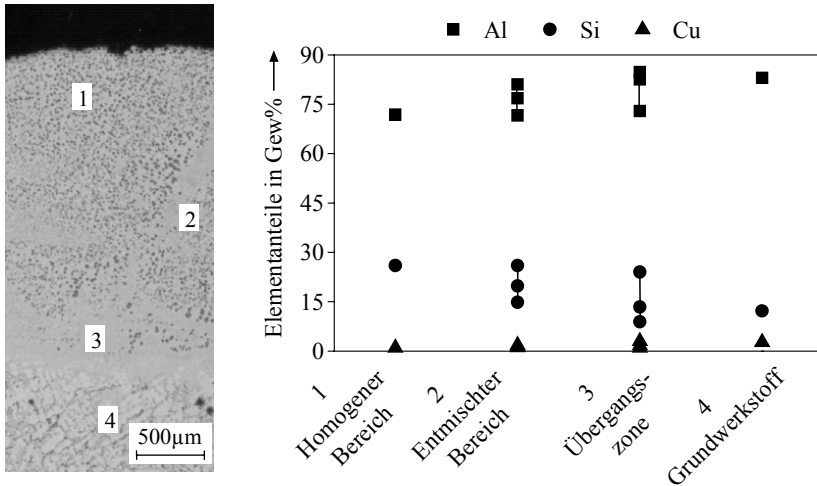 1
2
3
4
500µm
Al Si Cu
Elementanteile in Gew%
90
75
60
45
30
15
0
1
Homogener
Bereich
2
Entmischter
Bereich
3
Übergangs-
zone
4
Grundwerkstoff